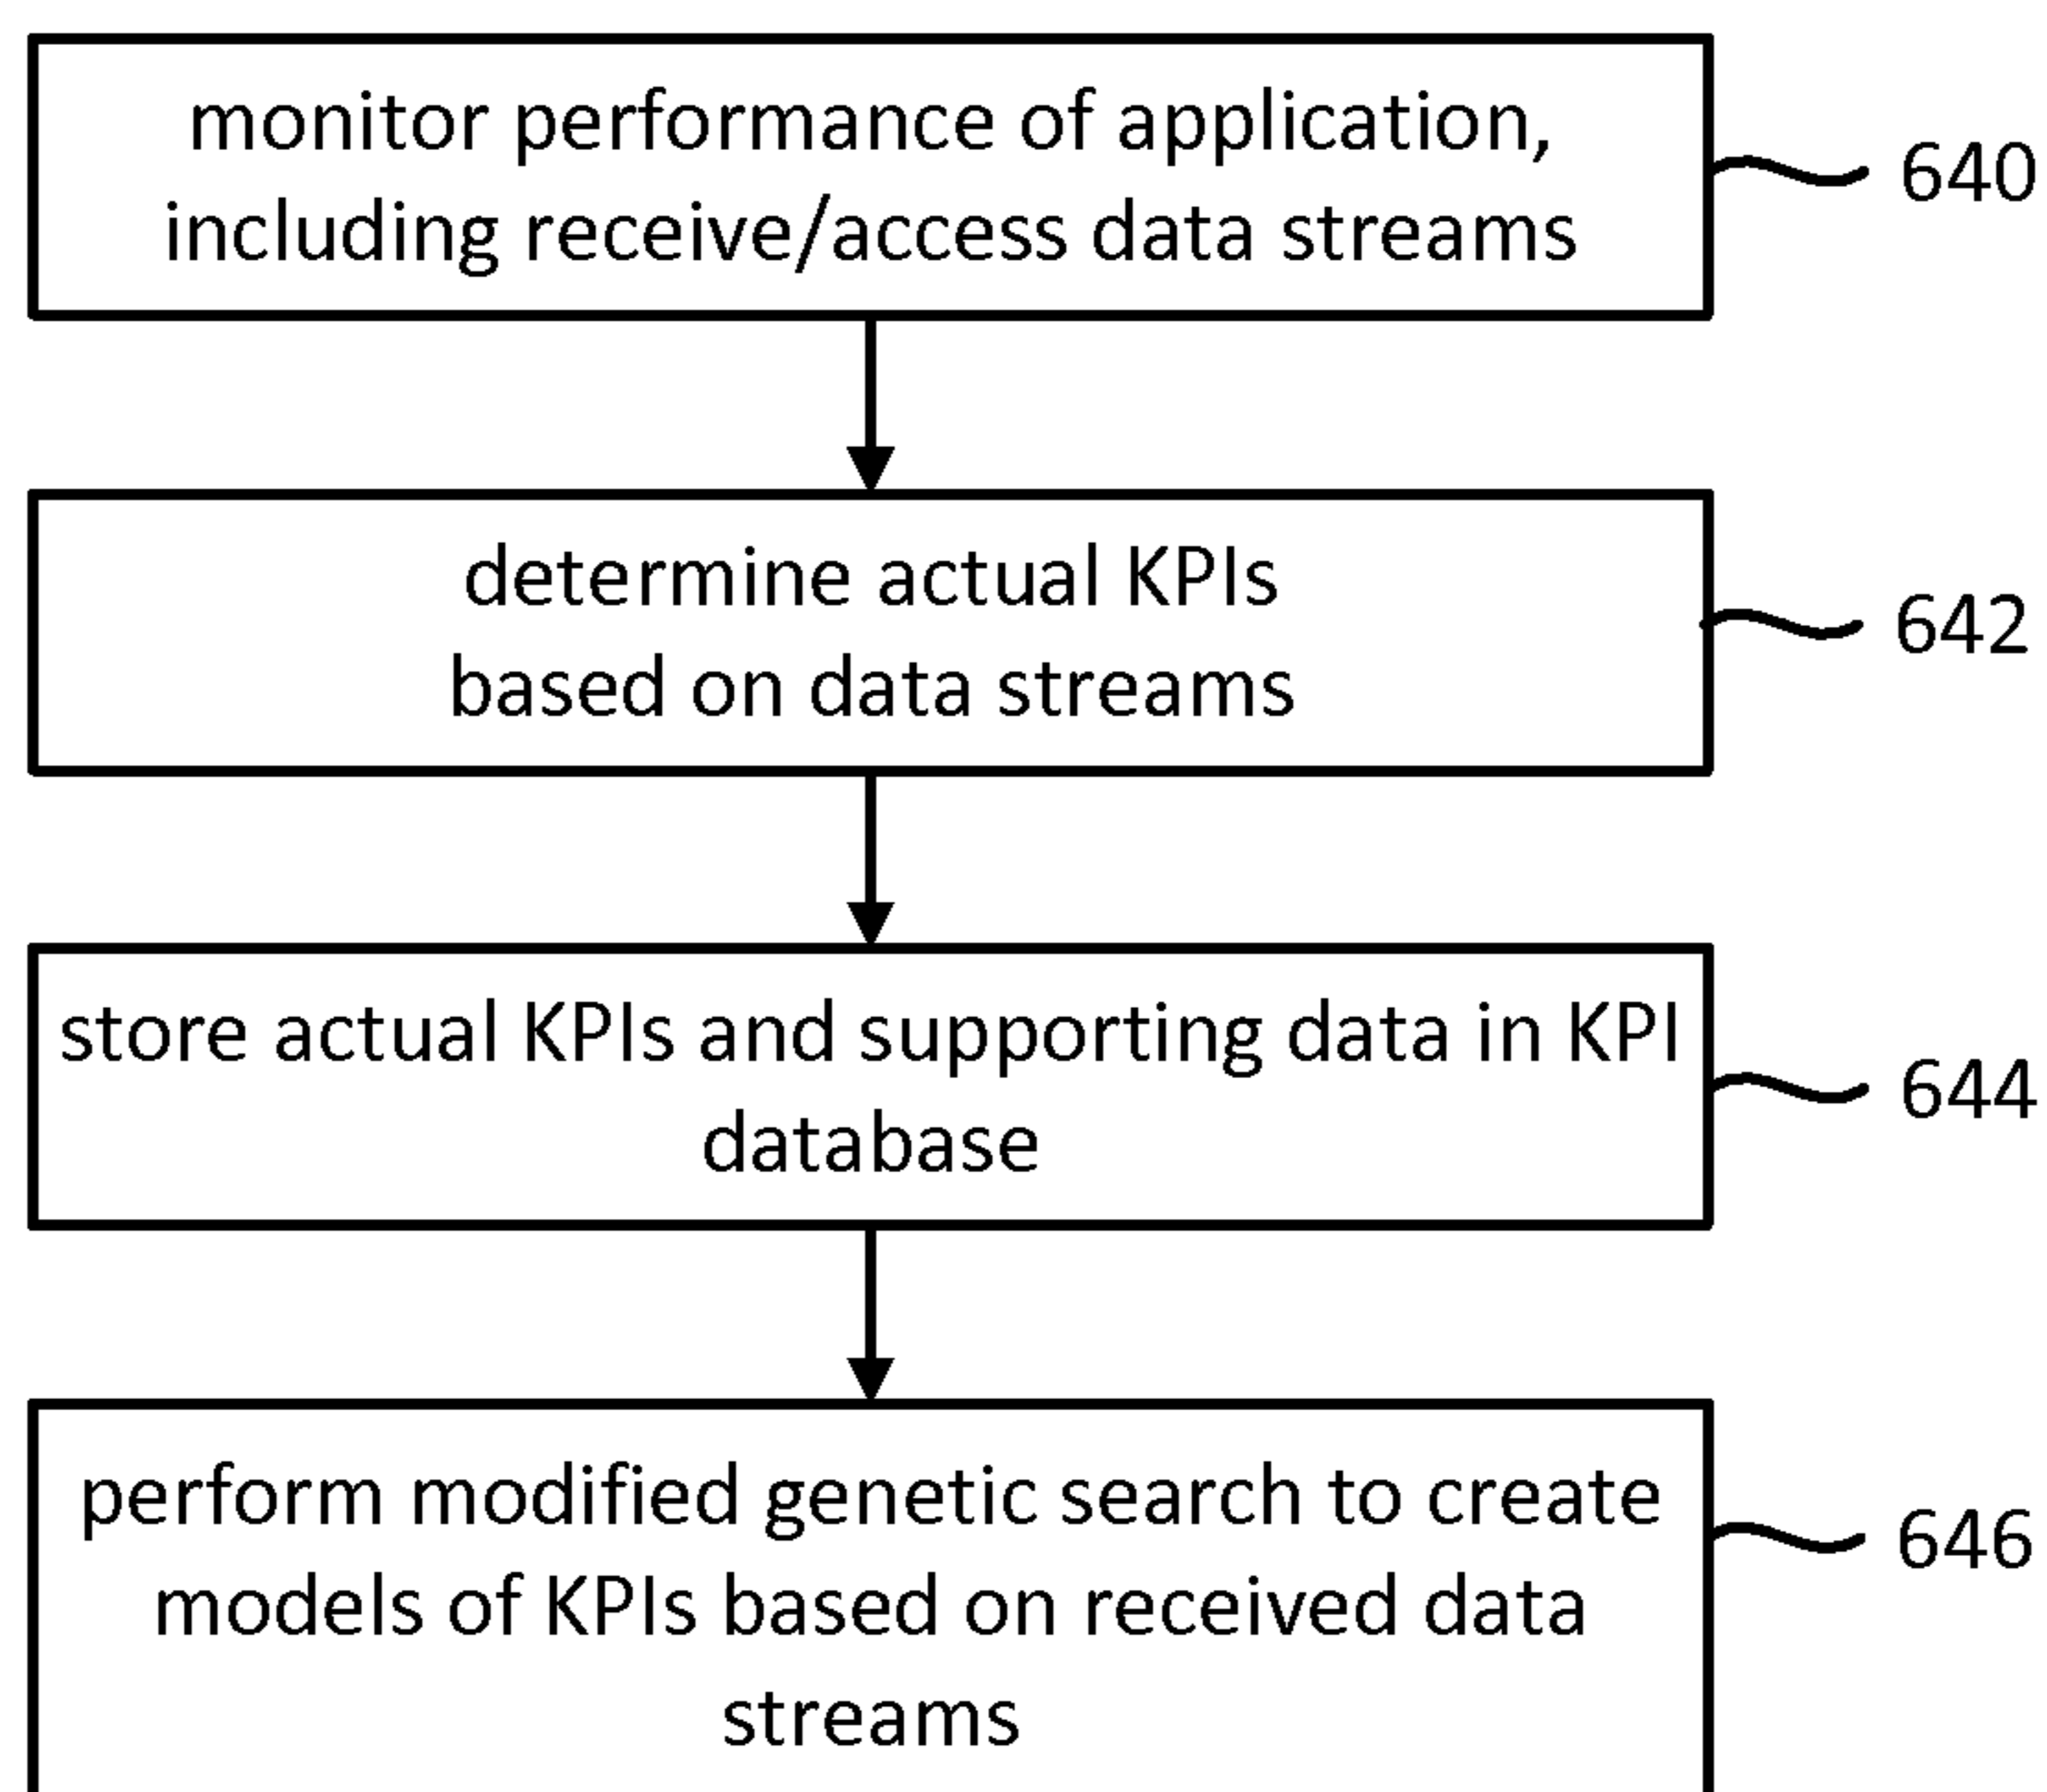 monitor performance of application,
including receive/access data streams
640
determine actual KPIs
based on data streams
642
store actual KPIs and supporting data in KPI
database
644
perform modified genetic search to create
models of KPIs based on received data
streams
646